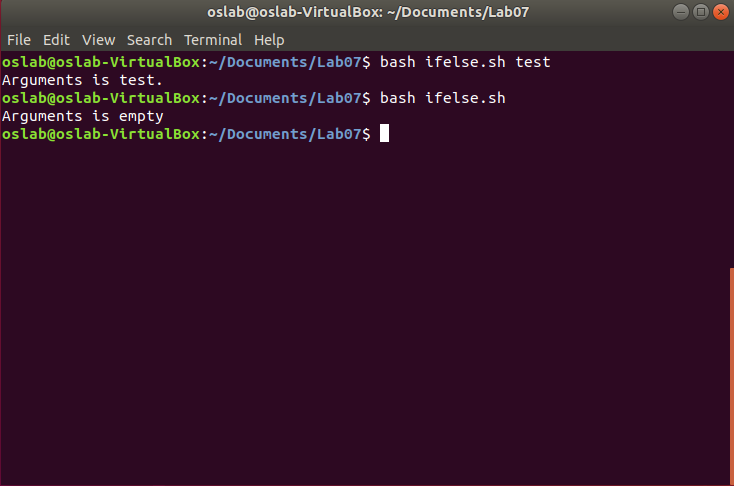 oslab@oslab-VirtualBox: ~/Documents/Lab07
File Edit View Search Terminal Help
oslab@oslab-VirtualBox:~/Documents/Lab07$ bash ifelse.sh test
Arguments is test.
oslab@oslab-VirtualBox:~/Documents/Lab07$ bash ifelse.sh
Arguments is empty
oslab@oslab-VirtualBox:~/Documents/Lab07$